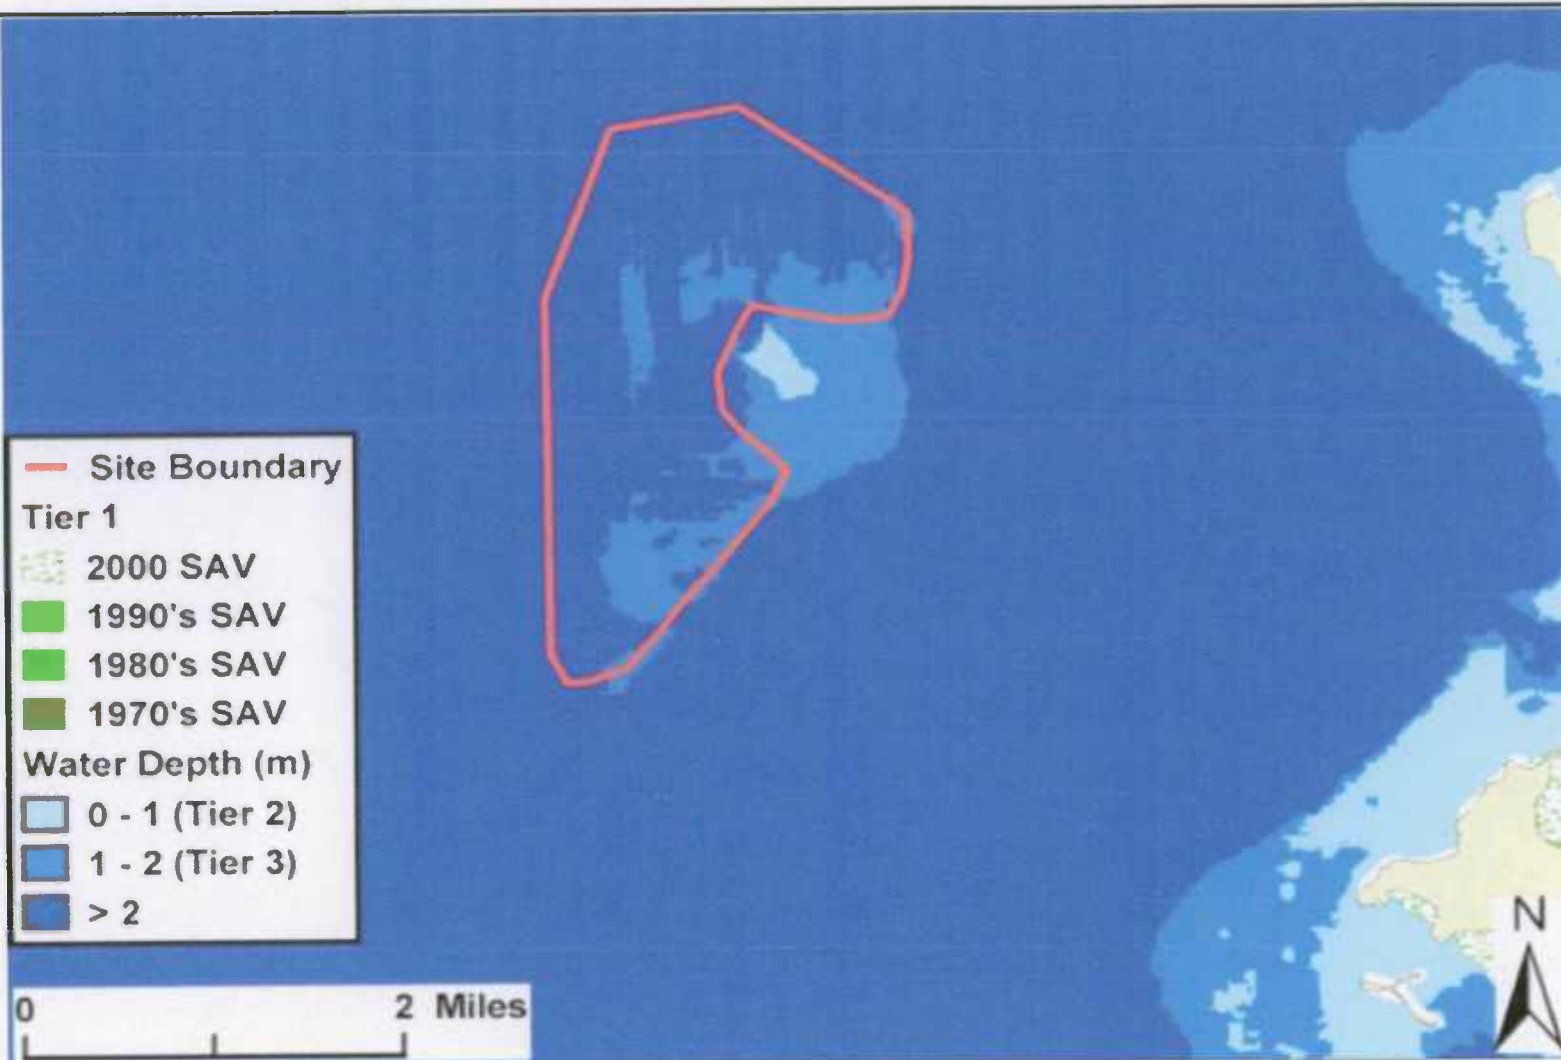 Site Boundary
Tier 1
2000 SAV
1990's SAV
1980's SAV
1970's SAV
Water Depth (m)
0 - 1 (Tier 2)
1 - 2 (Tier 3)
> 2
0 2 Miles
N